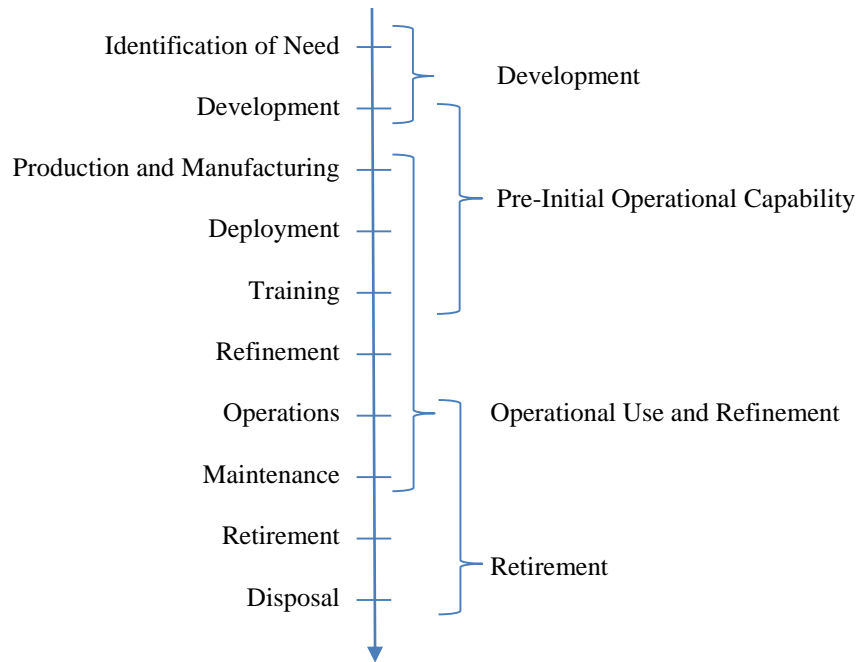 Identification of Need
Development
Development
Production and Manufacturing
Pre-Initial Operational Capability
Deployment
Training
Refinement
Operations
Operational Use and Refinement
Maintenance
Retirement
Retirement
Disposal